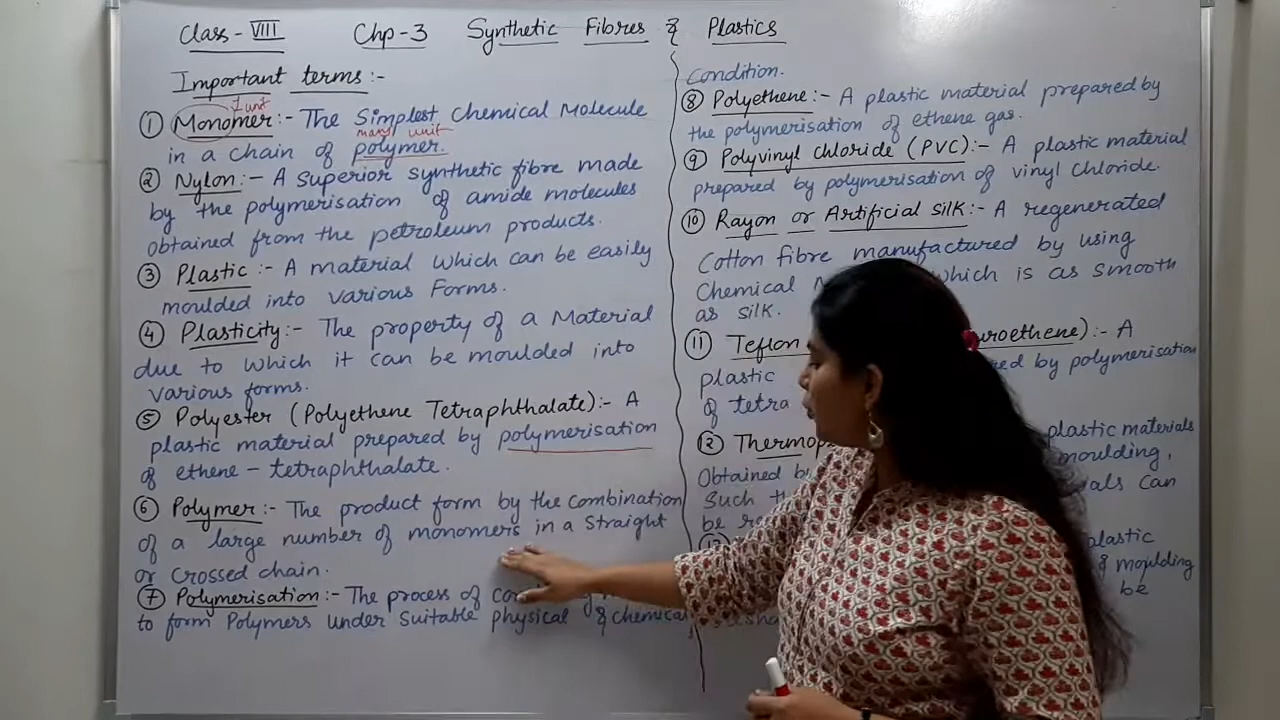 Class - VIII Chp-3 Synthetic Fibres & Plastics
Important terms :-
1 unit
① Monomer :- The Simplest Chemical Molecule
many unit
in a chain of polymer.
② Nylon :- A superior synthetic fibre made
by the polymerisation of amide molecules
obtained from the petroleum products.
③ Plastic :- A material which can be easily
moulded into various forms.
④ Plasticity :- The property of a Material
due to which it can be moulded into
various forms.
⑤ Polyester (Polyethene Tetraphthalate) :- A
plastic material prepared by polymerisation
of ethene - tetraphthalate.
⑥ Polymer :- The product form by the combination
of a large number of monomers in a straight
or crossed chain.
⑦ Polymerisation :- The process of
to form Polymers under suitable physical & chemical
condition.
⑧ Polyethene :- A plastic material prepared by
the polymerisation of ethene gas.
⑨ Polyvinyl Chloride (PVC) :- A plastic material
prepared by polymerisation of vinyl chloride.
⑩ Rayon or Artificial silk :- A regenerated
Cotton fibre manufactured by using
Chemical which is as smooth
as silk.
⑪ Teflon :- A
plastic by polymerisation
of tetra
⑫ plastic materials
Obtained moulding,
Such can
be
⑬ plastic
& moulding
be